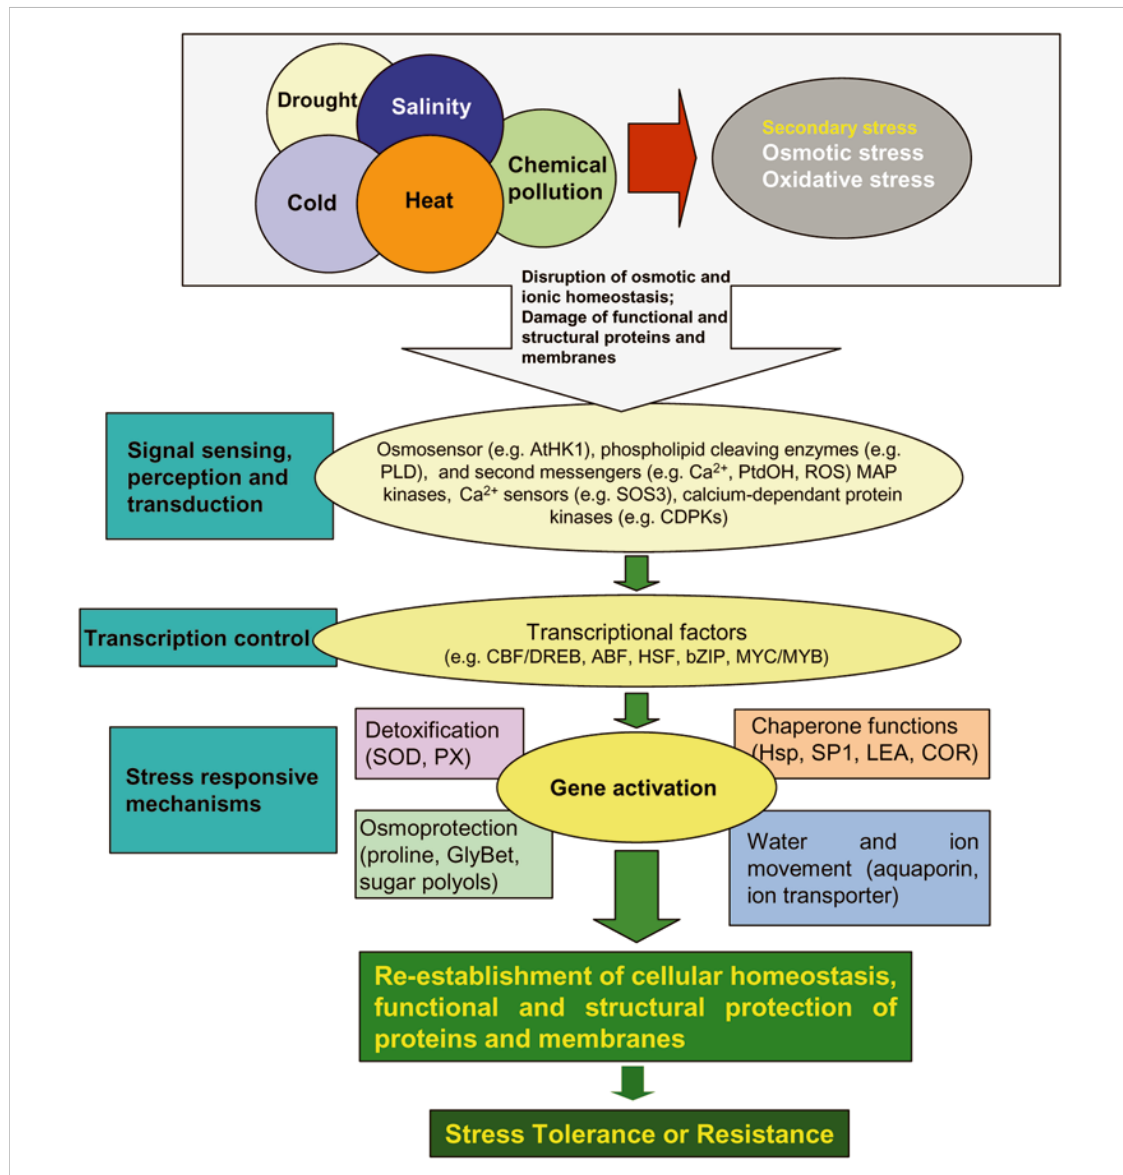 Drought
Salinity
Cold
Heat
Chemical
pollution
Secondary stress
Osmotic stress
Oxidative stress
Disruption of osmotic and
ionic homeostasis;
Damage of functional and
structural proteins and
membranes
Signal sensing,
perception and
transduction
Osmosensor (e.g. AtHK1), phospholipid cleaving enzymes (e.g.
PLD), and second messengers (e.g. Ca²⁺, PtdOH, ROS) MAP
kinases, Ca²⁺ sensors (e.g. SOS3), calcium-dependant protein
kinases (e.g. CDPKs)
Transcription control
Transcriptional factors
(e.g. CBF/DREB, ABF, HSF, bZIP, MYC/MYB)
Stress responsive
mechanisms
Detoxification
(SOD, PX)
Chaperone functions
(Hsp, SP1, LEA, COR)
Gene activation
Osmoprotection
(proline, GlyBet,
sugar polyols)
Water and ion
movement (aquaporin,
ion transporter)
Re-establishment of cellular homeostasis,
functional and structural protection of
proteins and membranes
Stress Tolerance or Resistance